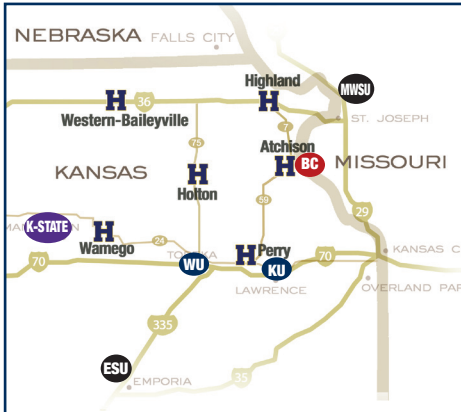 NEBRASKA
FALLS CITY
MWSU
Highland
H
H
36
Western-Baileyville
7
ST. JOSEPH
75
Atchison
H
BC
MISSOURI
KANSAS
H
Holton
59
29
K-STATE
H
Wamego
24
H
Perry
KANSAS C
70
WU
KU
70
LAWRENCE
OVERLAND PAR
335
ESU
35
EMPORIA